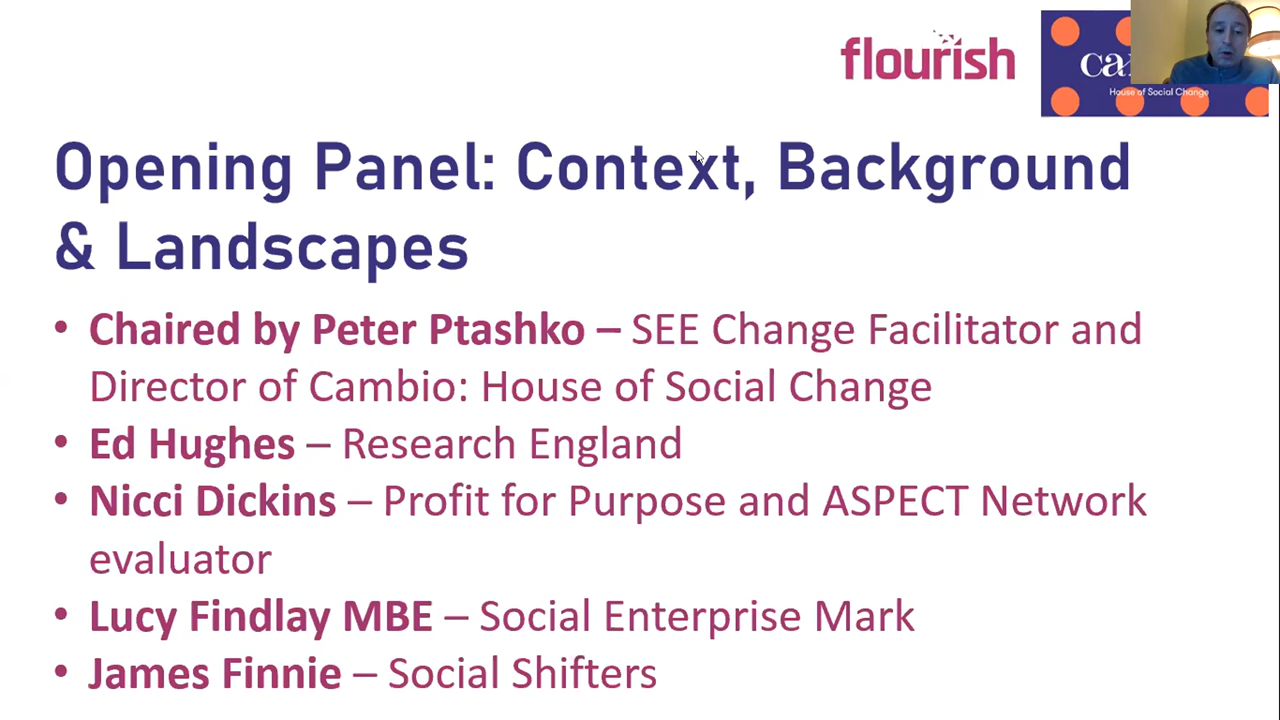 flourish
House of Social Change
Opening Panel: Context, Background
& Landscapes
• Chaired by Peter Ptashko – SEE Change Facilitator and
Director of Cambio: House of Social Change
• Ed Hughes – Research England
• Nicci Dickins – Profit for Purpose and ASPECT Network
evaluator
• Lucy Findlay MBE – Social Enterprise Mark
• James Finnie – Social Shifters